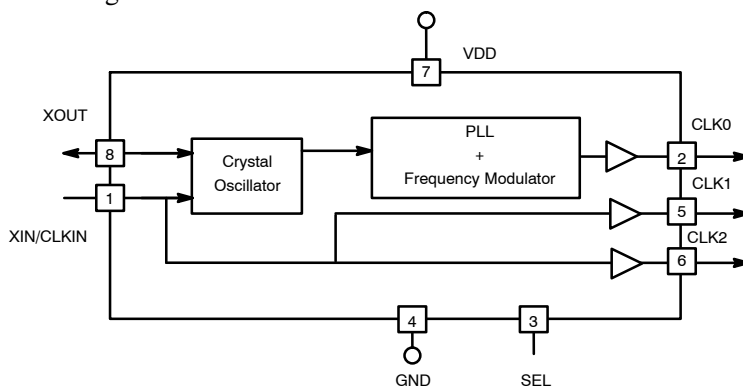 VDD
7
XOUT
8
Crystal
Oscillator
PLL
+
Frequency Modulator
CLK0
2
1
XIN/CLKIN
CLK1
5
CLK2
6
4
GND
3
SEL